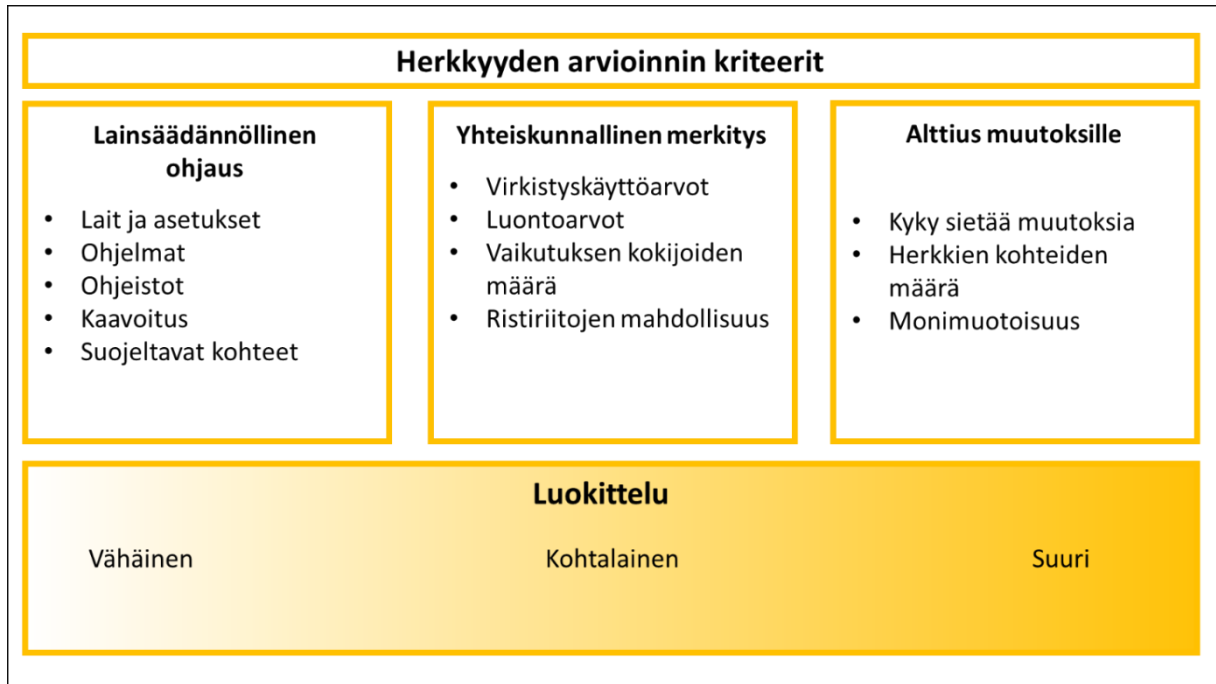 Herkkyyden arvioinnin kriteerit
Lainsäädännöllinen
ohjaus
• Lait ja asetukset
• Ohjelmat
• Ohjeistot
• Kaavoitus
• Suojeltavat kohteet
Yhteiskunnallinen merkitys
• Virkistyskäyttöarvot
• Luontoarvot
• Vaikutuksen kokijoiden
määrä
• Ristiriitojen mahdollisuus
Alttius muutoksille
• Kyky sietää muutoksia
• Herkkien kohteiden
määrä
• Monimuotoisuus
Luokittelu
Vähäinen
Kohtalainen
Suuri